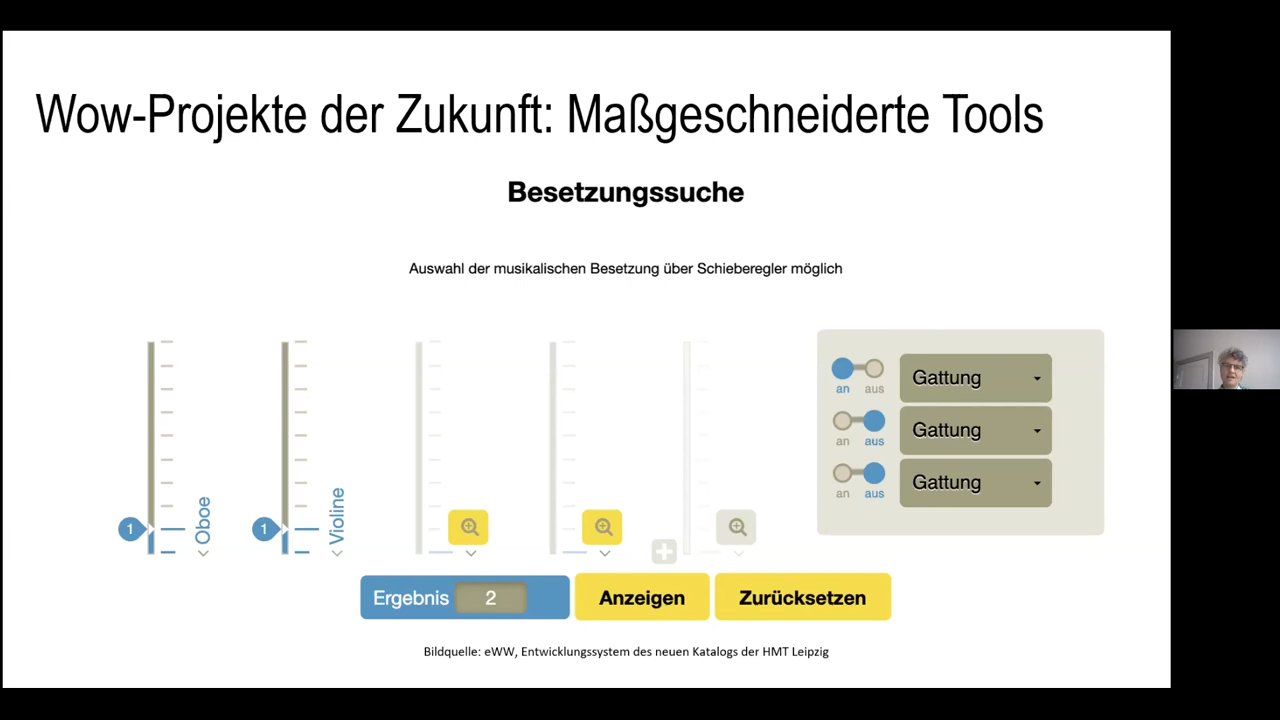 Wow-Projekte der Zukunft: Maßgeschneiderte Tools
Besetzungssuche
Auswahl der musikalischen Besetzung über Schieberegler möglich
1
Oboe
1
Violine
an aus
Gattung
an aus
Gattung
an aus
Gattung
Ergebnis 2
Anzeigen
Zurücksetzen
Bildquelle: eWW, Entwicklungssystem des neuen Katalogs der HMT Leipzig